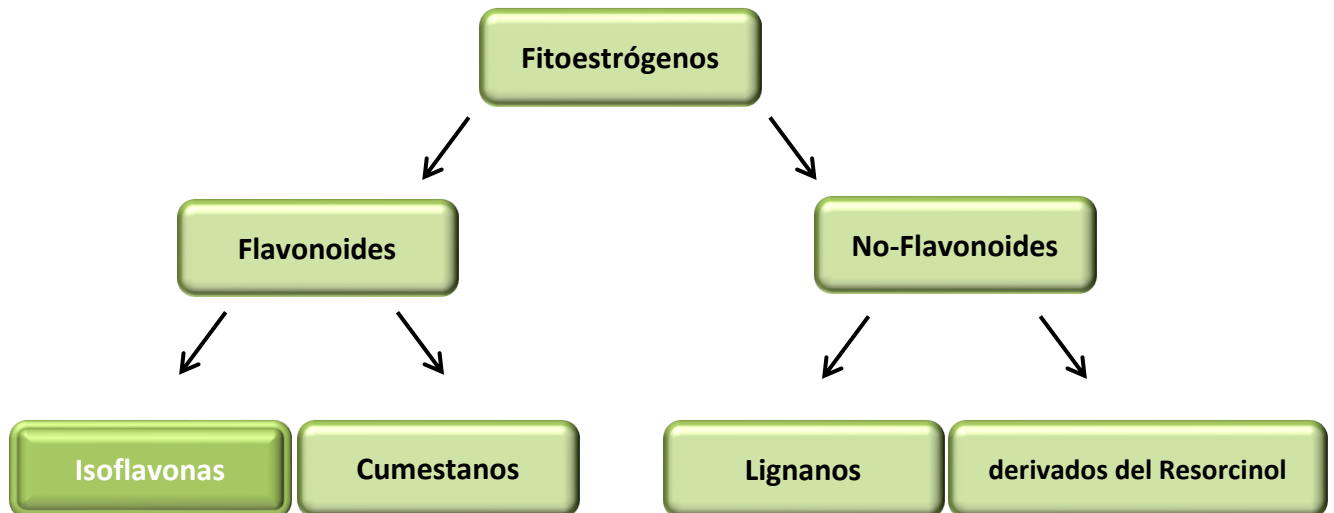 Fitoestrógenos
Flavonoides
No-Flavonoides
Isoflavonas
Cumestanos
Lignanos
derivados del Resorcinol